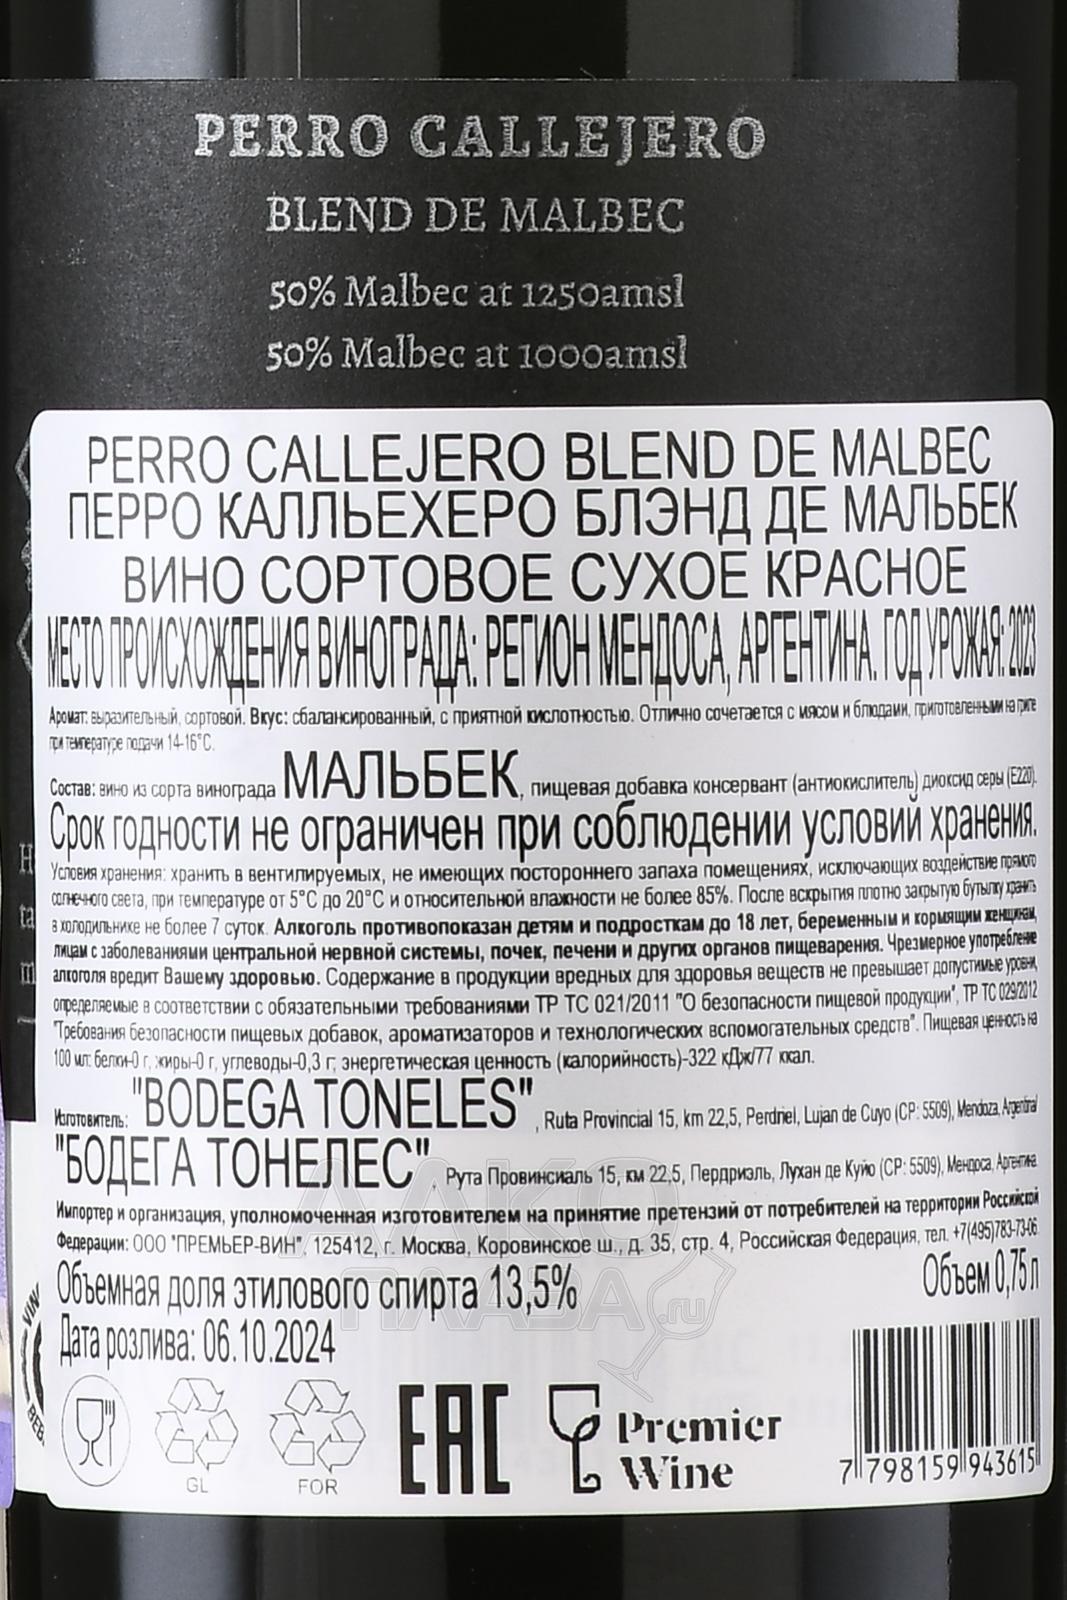 PERRO CALLEJERO
BLEND DE MALBEC
50% Malbec at 1250amsl
50% Malbec at 1000amsl
PERRO CALLEJERO BLEND DE MALBEC
ПЕРРО КАЛЛЬЕХЕРО БЛЭНД ДЕ МАЛЬБЕК
ВИНО СОРТОВОЕ СУХОЕ КРАСНОЕ
МЕСТО ПРОИСХОЖДЕНИЯ ВИНОГРАДА: РЕГИОН МЕНДОСА, АРГЕНТИНА. ГОД УРОЖАЯ: 2023
Аромат: выразительный, сортовой. Вкус: сбалансированный, с приятной кислотностью. Отлично сочетается с мясом и блюдами, приготовленными на гриле
при температуре подачи 14-16°С.
Состав: вино из сорта винограда МАЛЬБЕК, пищевая добавка консервант (антиокислитель) диоксид серы (Е220).
Срок годности не ограничен при соблюдении условий хранения.
Условия хранения: хранить в вентилируемых, не имеющих постороннего запаха помещениях, исключающих воздействие прямого
солнечного света, при температуре от 5°С до 20°С и относительной влажности не более 85%. После вскрытия плотно закрытую бутылку хранить
в холодильнике не более 7 суток. Алкоголь противопоказан детям и подросткам до 18 лет, беременным и кормящим женщинам,
лицам с заболеваниями центральной нервной системы, почек, печени и других органов пищеварения. Чрезмерное употребление
алкоголя вредит Вашему здоровью. Содержание в продукции вредных для здоровья веществ не превышает допустимые уровни,
определяемые в соответствии с обязательными требованиями ТР ТС 021/2011 "О безопасности пищевой продукции", ТР ТС 029/2012
"Требования безопасности пищевых добавок, ароматизаторов и технологических вспомогательных средств". Пищевая ценность на
100 мл: белки-0 г, жиры-0 г, углеводы-0,3 г; энергетическая ценность (калорийность)-322 кДж/77 ккал.
Изготовитель: "BODEGA TONELES", Ruta Provincial 15, km 22,5, Perdriel, Lujan de Cuyo (CP: 5509), Mendoza, Argentina/
"БОДЕГА ТОНЕЛЕС", Рута Провинсиаль 15, км 22,5, Пердриэль, Лухан де Куйо (CP: 5509), Мендоса, Аргентина.
Импортер и организация, уполномоченная изготовителем на принятие претензий от потребителей на территории Российской
Федерации: ООО "ПРЕМЬЕР-ВИН" 125412, г. Москва, Коровинское ш., д. 35, стр. 4, Российская Федерация, тел. +7(495)783-73-06.
Объемная доля этилового спирта 13,5% Объем 0,75 л
Дата розлива: 06.10.2024
GL
FOR
EAC
Premier
Wine
7 798159 943615
АЛКО
ПЛАЗА.ru